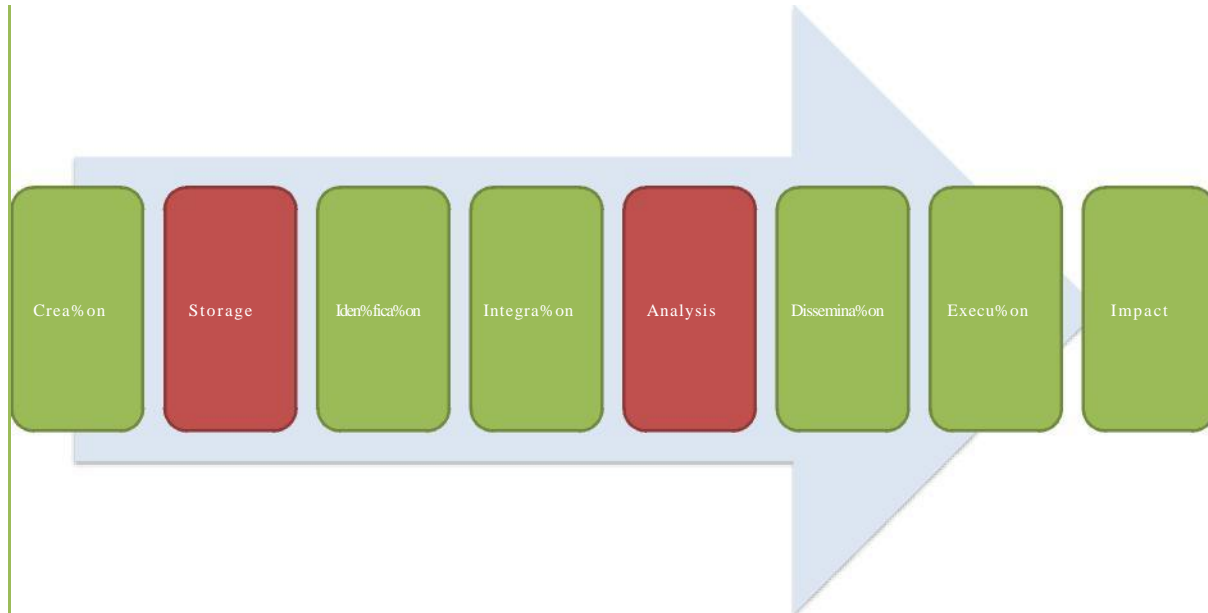 Crea%on
Storage
Iden%fica%on
Integra%on
Analysis
Dissemina%on
Execu%on
Impact